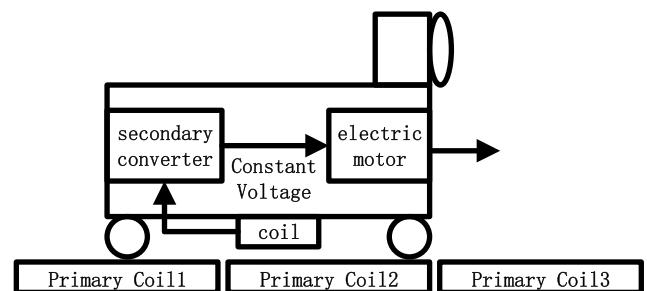 secondary
converter
electric
motor
Constant
Voltage
coil
Primary Coil1
Primary Coil2
Primary Coil3